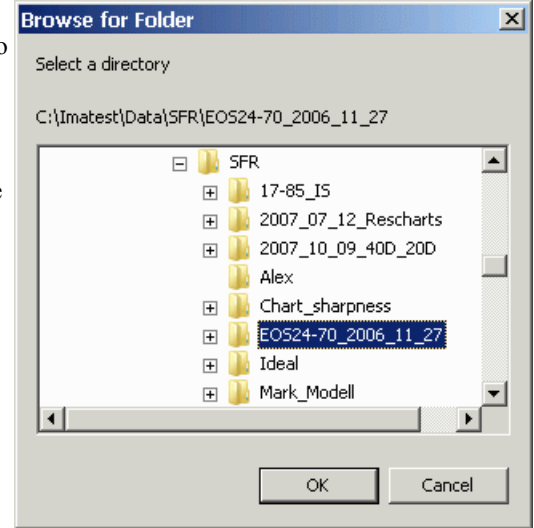 Browse for Folder
o
Select a directory
C:\Imatest\Data\SFR\EOS24-70_2006_11_27
e
SFR
17-85_IS
2007_07_12_Rescharts
2007_10_09_40D_20D
Alex
Chart_sharpness
EOS24-70_2006_11_27
Ideal
Mark_Modell
OK Cancel